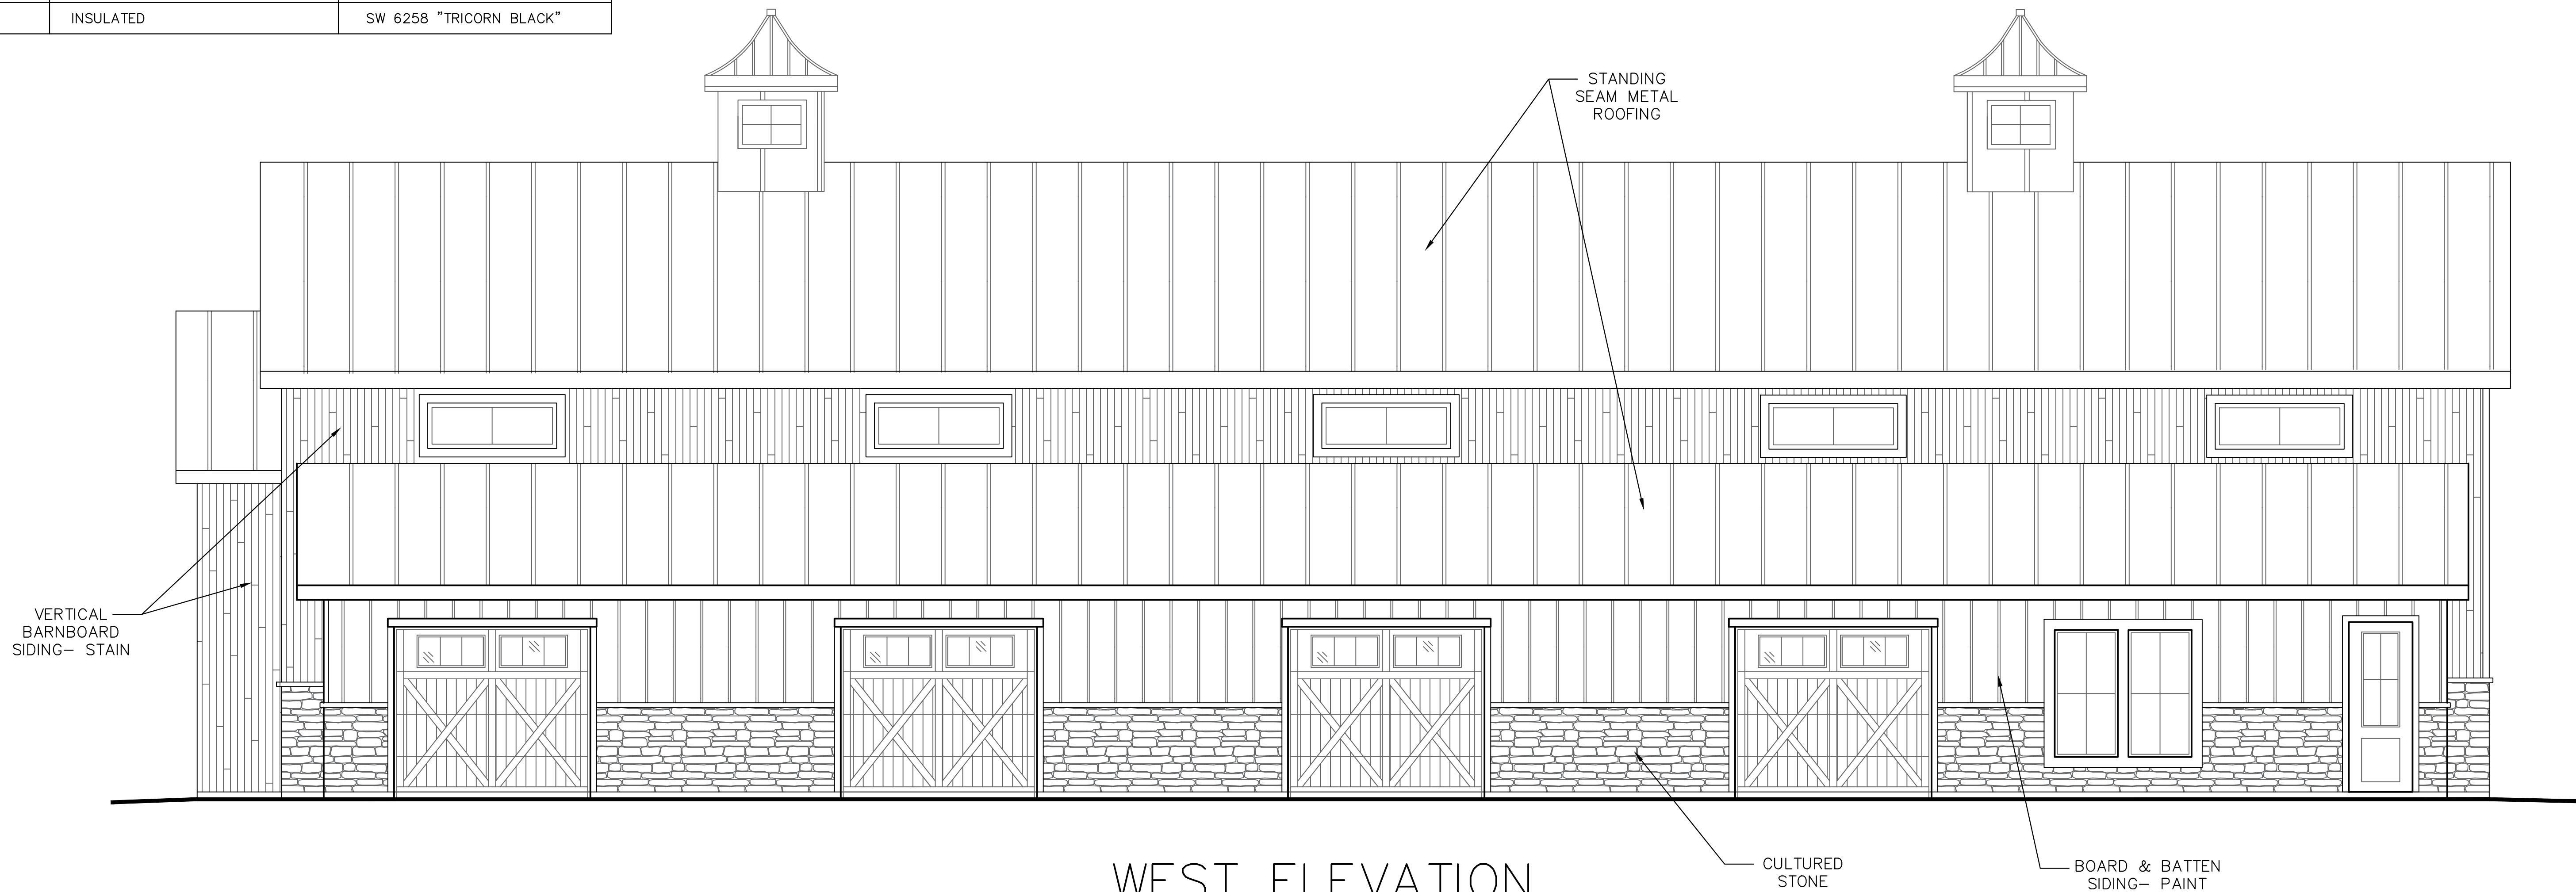 INSULATED
SW 6258 "TRICORN BLACK"
STANDING
SEAM METAL
ROOFING
VERTICAL
BARNBOARD
SIDING– STAIN
WEST ELEVATION
CULTURED
STONE
BOARD & BATTEN
SIDING– PAINT